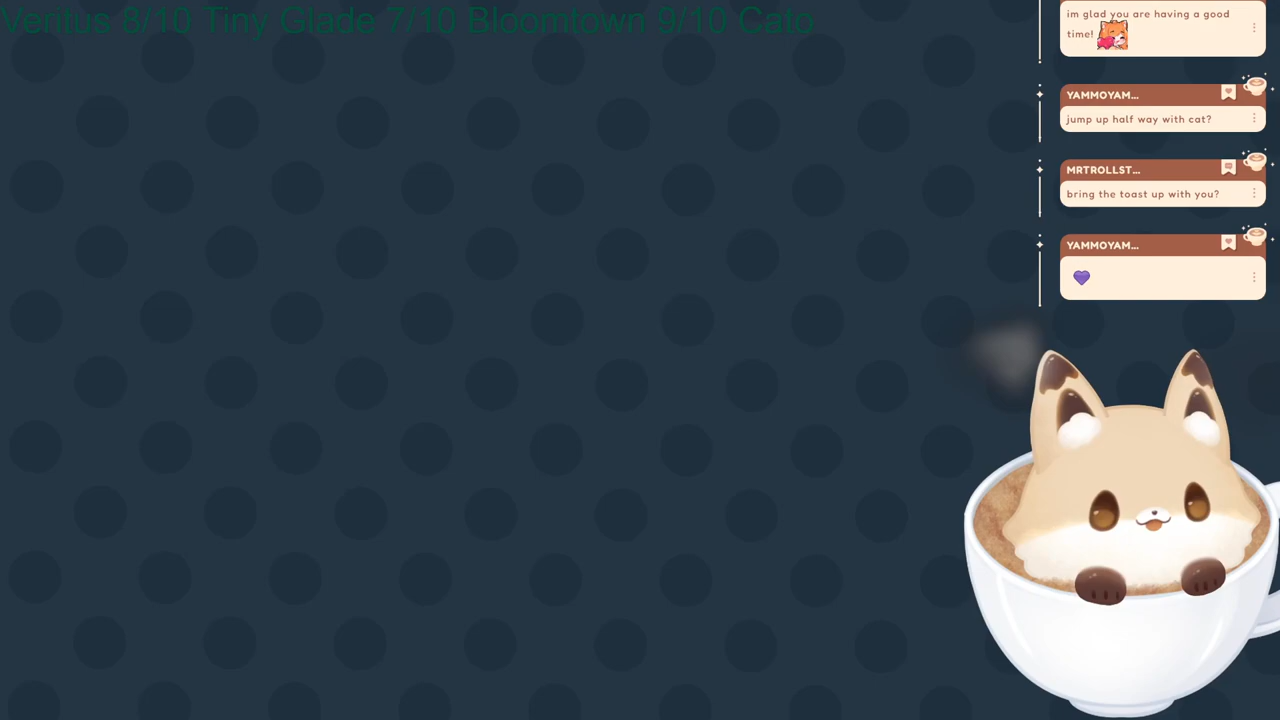 Veritus 8/10 Tiny Glade 7/10 Bloomtown 9/10 Cato
im glad you are having a good
time!
YAMMOYAM...
jump up half way with cat?
MRTROLLST...
bring the toast up with you?
YAMMOYAM...